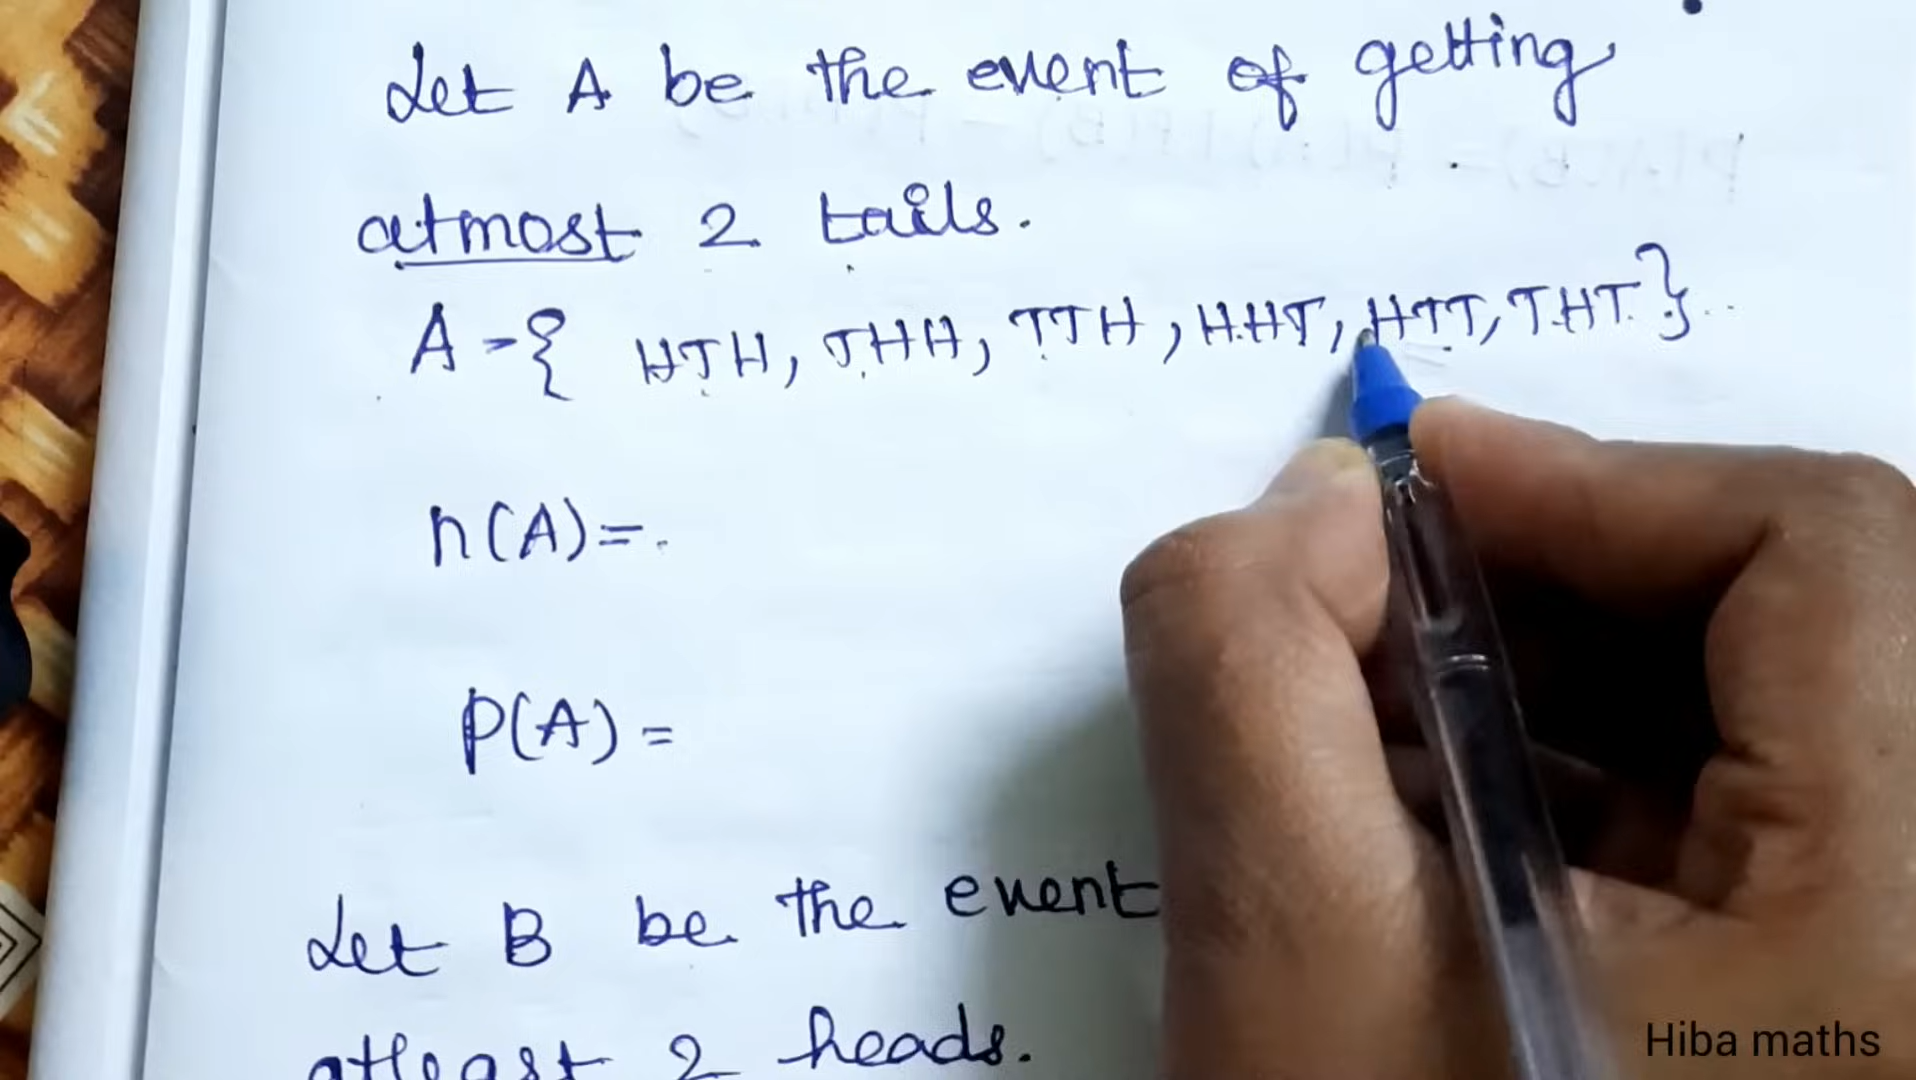 Let A be the event of getting
atmost 2 tails.
A = { HTH, THH, TTH, HHT, HTT, THT }
n(A) =
P(A) =
Let B be the event
atleast 2 heads.
Hiba maths